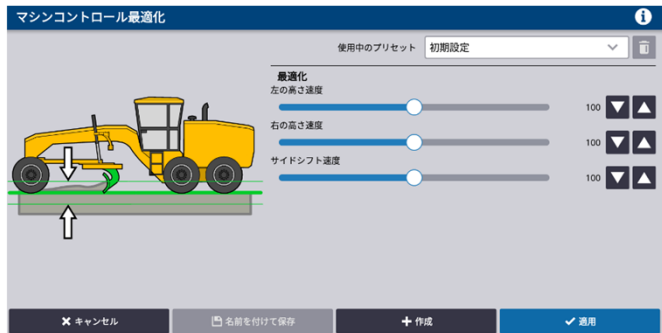 マシンコントロール最適化
使用中のプリセット 初期設定
最適化
左の高さ速度
100
右の高さ速度
100
サイドシフト速度
100
キャンセル 名前を付けて保存 作成 適用